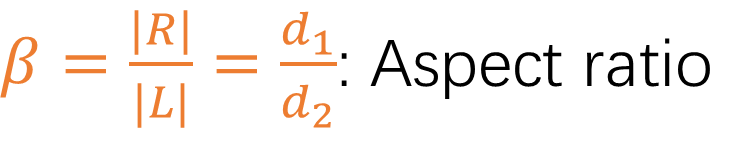 β = |R|/|L| = d₁/d₂: Aspect ratio